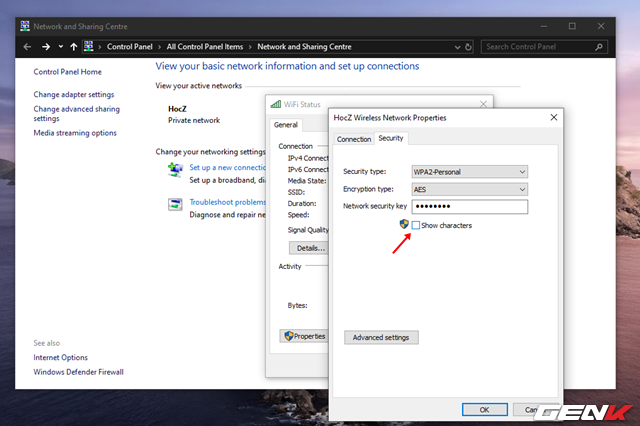 Network and Sharing Centre
Control Panel > All Control Panel Items > Network and Sharing Centre
Search Control Panel
Control Panel Home
Change adapter settings
Change advanced sharing
settings
Media streaming options
See also
Internet Options
Windows Defender Firewall
View your basic network information and set up connections
View your active networks
HocZ
Private network
Change your networking settings
Set up a new connection
Set up a broadband, di
Troubleshoot problems
Diagnose and repair ne
WiFi Status
General
Connection
IPv4 Connec
IPv6 Connec
Media State:
SSID:
Duration:
Speed:
Signal Quality
Details...
Activity
Bytes:
Properties
HocZ Wireless Network Properties
Connection
Security
Security type:
WPA2-Personal
Encryption type:
AES
Network security key
Show characters
Advanced settings
OK
Can
GENK